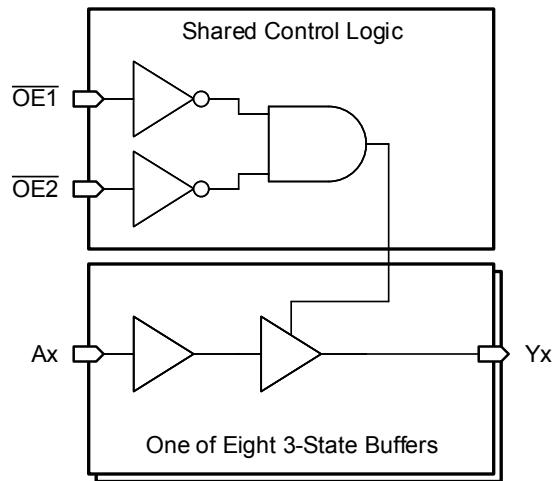 Shared Control Logic
OE1
OE2
Ax
Yx
One of Eight 3-State Buffers